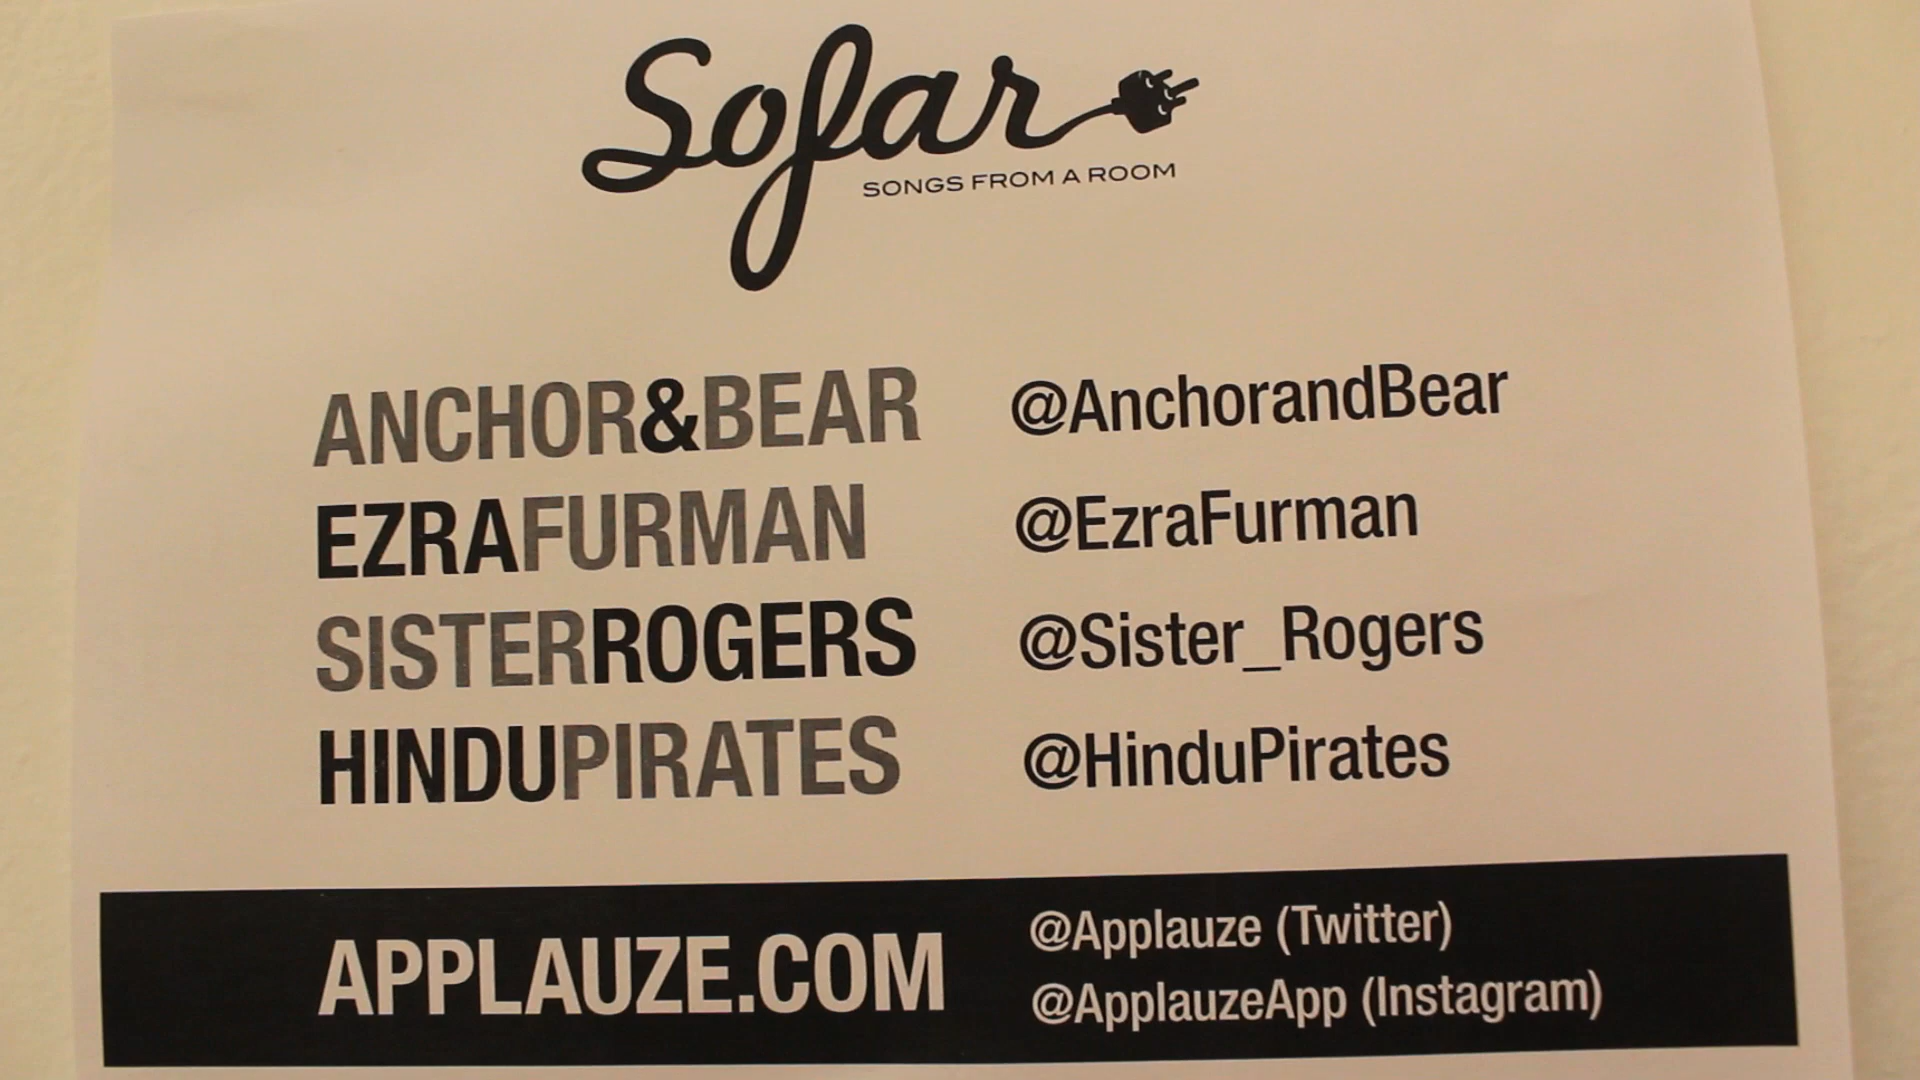 Sofar
SONGS FROM A ROOM
ANCHOR&BEAR @AnchorandBear
EZRAFURMAN @EzraFurman
SISTERROGERS @Sister_Rogers
HINDUPIRATES @HinduPirates
APPLAUZE.COM
@Applauze (Twitter)
@ApplauzeApp (Instagram)